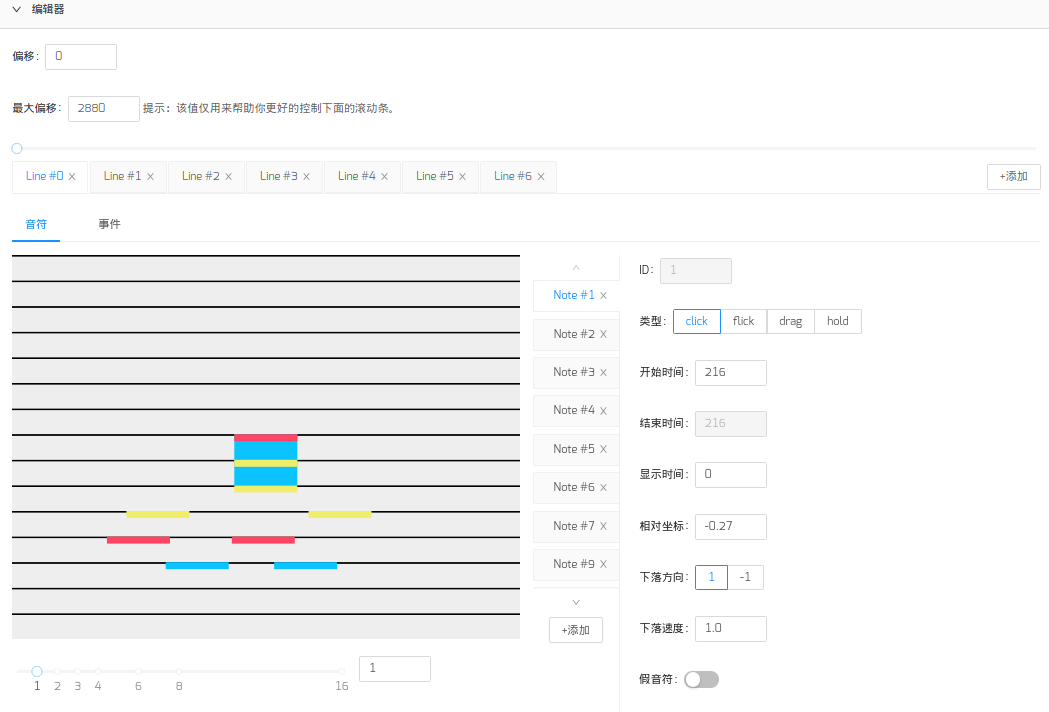 编辑器
偏移: 0
最大偏移: 2880 提示：该值仅用来帮助你更好的控制下面的滚动条。
Line #0 × Line #1 × Line #2 × Line #3 × Line #4 × Line #5 × Line #6 × +添加
音符 事件
Note #1 ×
Note #2 ×
Note #3 ×
Note #4 ×
Note #5 ×
Note #6 ×
Note #7 ×
Note #9 ×
+添加
ID: 1
类型: click flick drag hold
开始时间: 216
结束时间: 216
显示时间: 0
相对坐标: -0.27
下落方向: 1 -1
下落速度: 1.0
假音符:
1 2 3 4 6 8 16 1